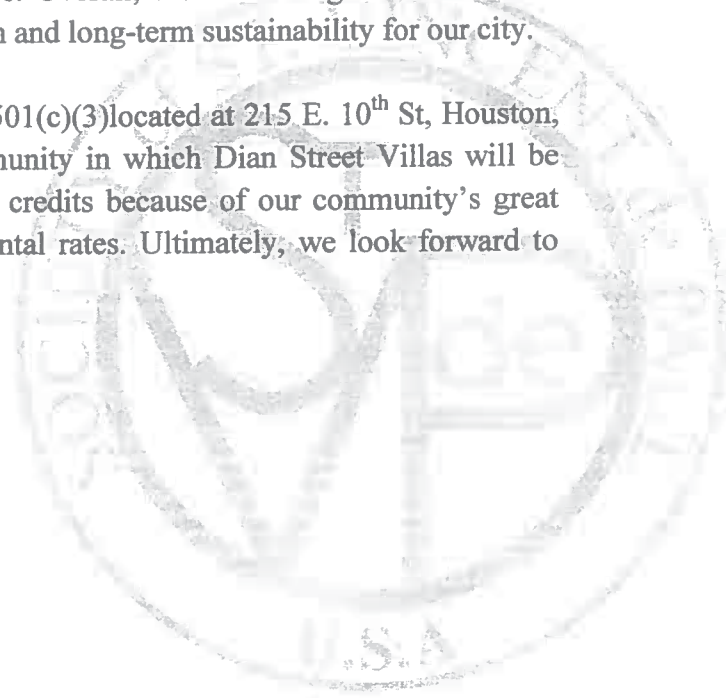 n and long-term sustainability for our city.
501(c)(3)located at 215 E. 10th St, Houston,
munity in which Dian Street Villas will be
credits because of our community's great
ntal rates. Ultimately, we look forward to
U.S.A